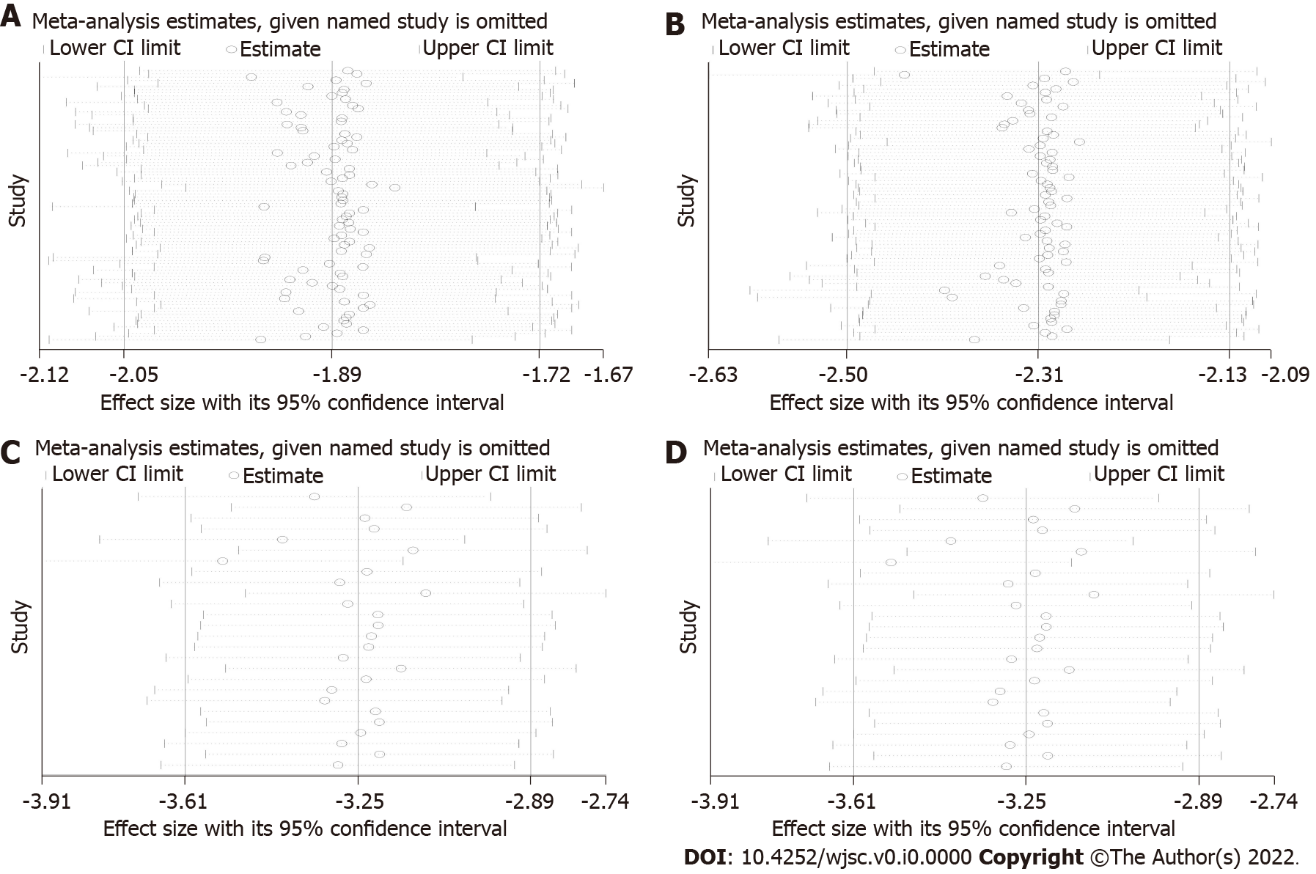 A Meta-analysis estimates, given named study is omitted
Lower CI limit Estimate Upper CI limit
Study
-2.12 -2.05 -1.89 -1.72 -1.67
Effect size with its 95% confidence interval
B Meta-analysis estimates, given named study is omitted
Lower CI limit Estimate Upper CI limit
Study
-2.63 -2.50 -2.31 -2.13 -2.09
Effect size with its 95% confidence interval
C Meta-analysis estimates, given named study is omitted
Lower CI limit Estimate Upper CI limit
Study
-3.91 -3.61 -3.25 -2.89 -2.74
Effect size with its 95% confidence interval
D Meta-analysis estimates, given named study is omitted
Lower CI limit Estimate Upper CI limit
Study
-3.91 -3.61 -3.25 -2.89 -2.74
Effect size with its 95% confidence interval
DOI: 10.4252/wjsc.v0.i0.0000 Copyright ©The Author(s) 2022.